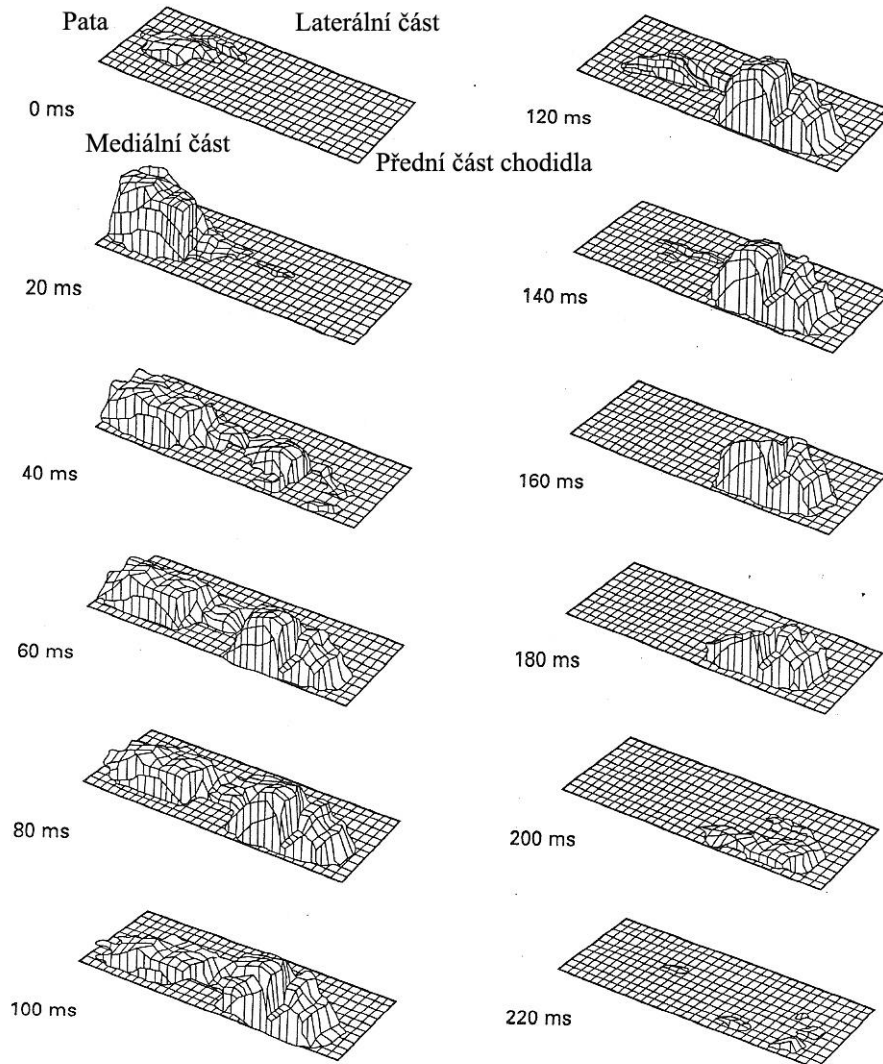 Pata
Laterální část
0 ms
Mediální část
Přední část chodidla
20 ms
40 ms
60 ms
80 ms
100 ms
120 ms
140 ms
160 ms
180 ms
200 ms
220 ms